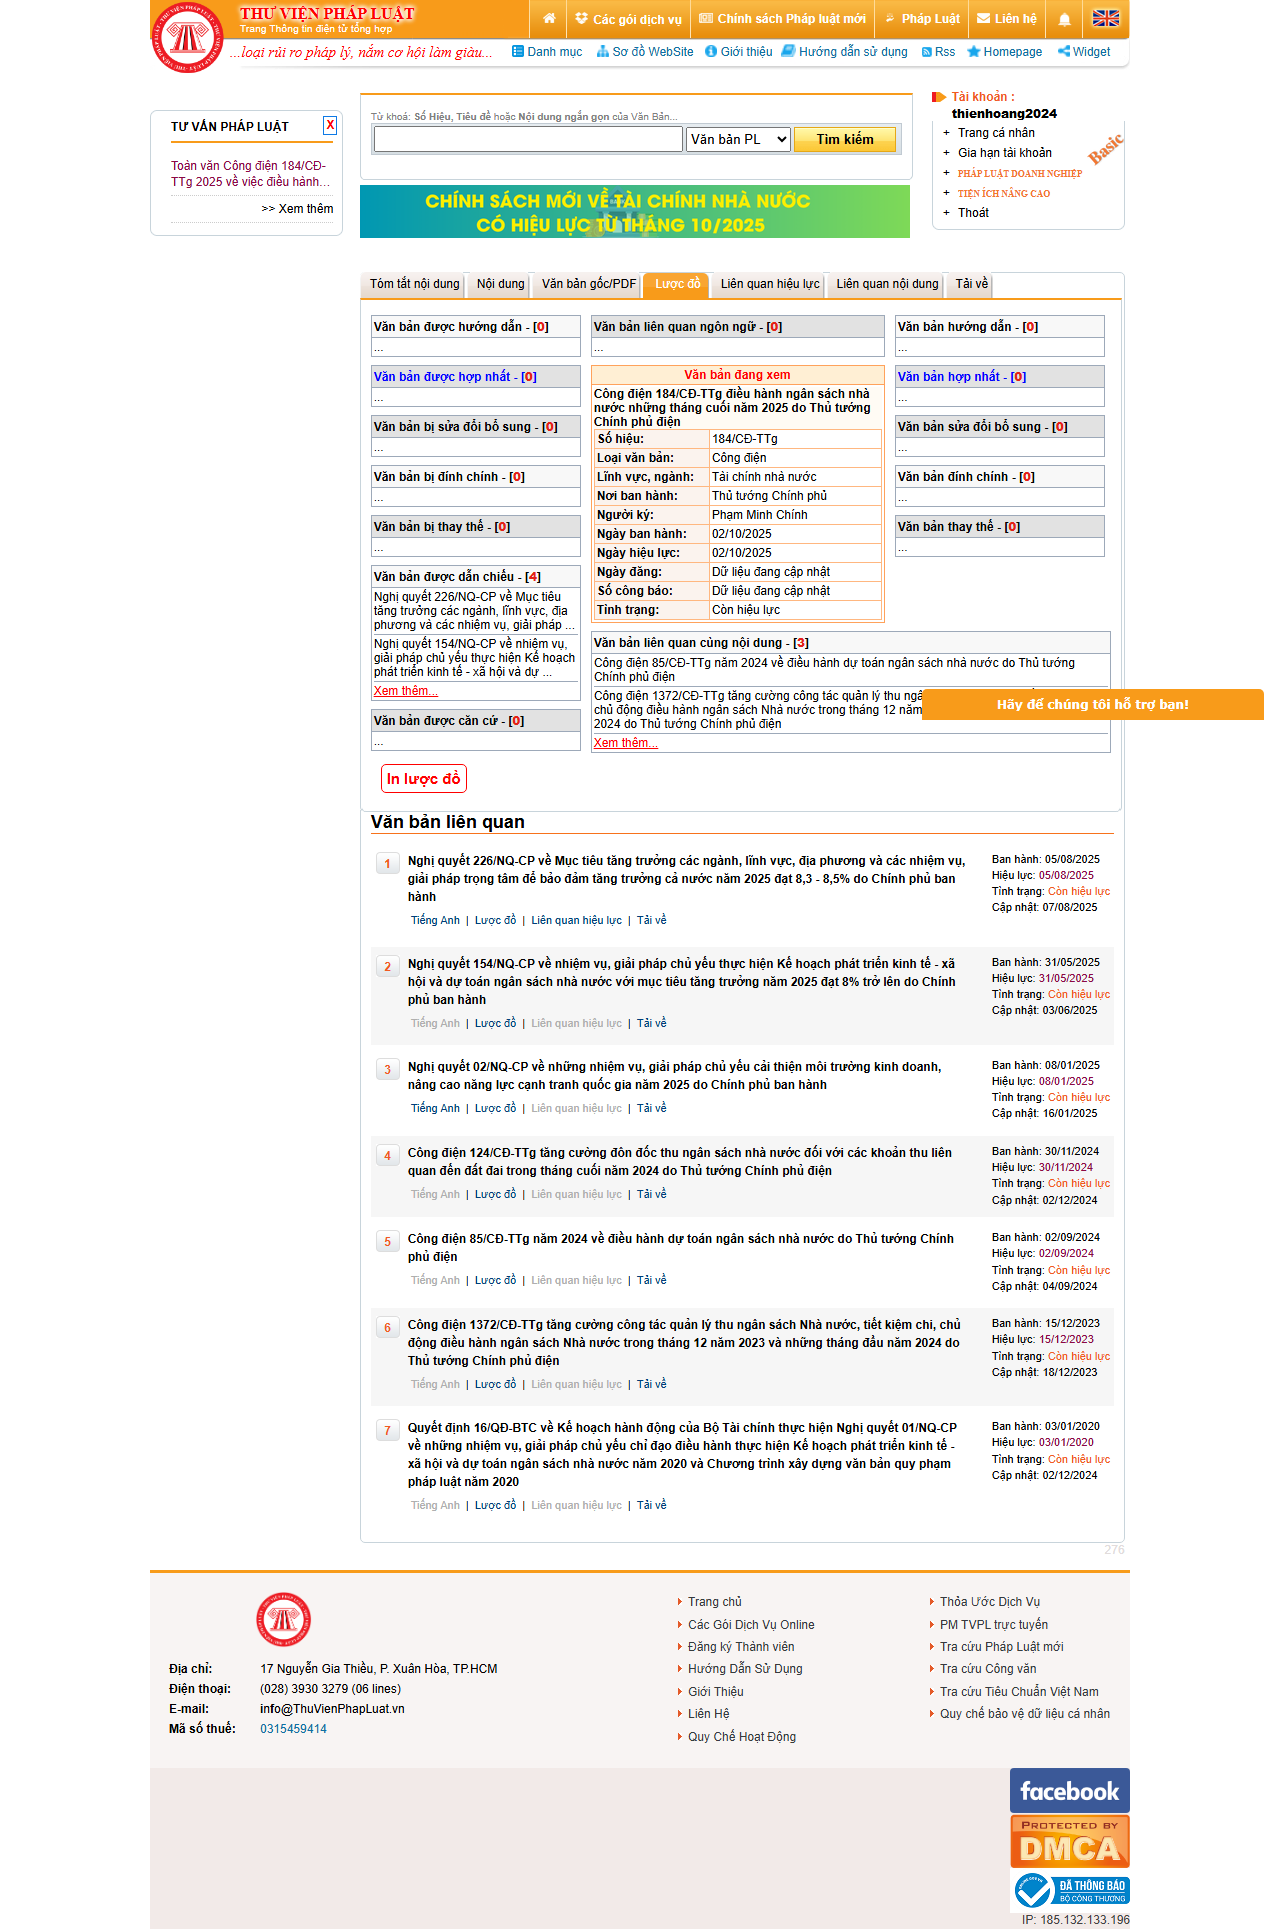 THƯ VIỆN PHÁP LUẬT
Trang Thông tin điện tử tổng hợp
Các gói dịch vụ
Chính sách Pháp luật mới
Pháp Luật
Liên hệ
...loại rủi ro pháp lý, nắm cơ hội làm giàu...
Danh mục
Sơ đồ WebSite
Giới thiệu
Hướng dẫn sử dụng
Rss
Homepage
Widget
TƯ VẤN PHÁP LUẬT
X
Toàn văn Công điện 184/CĐ-
TTg 2025 về việc điều hành...
>> Xem thêm
Từ khoá: Số Hiệu, Tiêu đề hoặc Nội dung ngắn gọn của Văn Bản...
Văn bản PL
Tìm kiếm
CHÍNH SÁCH MỚI VỀ TÀI CHÍNH NHÀ NƯỚC
CÓ HIỆU LỰC TỪ THÁNG 10/2025
Tài khoản :
thienhoang2024
+ Trang cá nhân
+ Gia hạn tài khoản
+ PHÁP LUẬT DOANH NGHIỆP
+ TIỆN ÍCH NÂNG CAO
+ Thoát
Basic
Tóm tắt nội dung
Nội dung
Văn bản gốc/PDF
Lược đồ
Liên quan hiệu lực
Liên quan nội dung
Tải về
Văn bản được hướng dẫn - [0]
...
Văn bản được hợp nhất - [0]
...
Văn bản bị sửa đổi bổ sung - [0]
...
Văn bản bị đính chính - [0]
...
Văn bản bị thay thế - [0]
...
Văn bản được dẫn chiếu - [4]
Nghị quyết 226/NQ-CP về Mục tiêu
tăng trưởng các ngành, lĩnh vực, địa
phương và các nhiệm vụ, giải pháp ...
Nghị quyết 154/NQ-CP về nhiệm vụ,
giải pháp chủ yếu thực hiện Kế hoạch
phát triển kinh tế - xã hội và dự ...
Xem thêm...
Văn bản được căn cứ - [0]
...
Văn bản liên quan ngôn ngữ - [0]
...
Văn bản đang xem
Công điện 184/CĐ-TTg điều hành ngân sách nhà
nước những tháng cuối năm 2025 do Thủ tướng
Chính phủ điện
Số hiệu: 184/CĐ-TTg
Loại văn bản: Công điện
Lĩnh vực, ngành: Tài chính nhà nước
Nơi ban hành: Thủ tướng Chính phủ
Người ký: Phạm Minh Chính
Ngày ban hành: 02/10/2025
Ngày hiệu lực: 02/10/2025
Ngày đăng: Dữ liệu đang cập nhật
Số công báo: Dữ liệu đang cập nhật
Tình trạng: Còn hiệu lực
Văn bản hướng dẫn - [0]
...
Văn bản hợp nhất - [0]
...
Văn bản sửa đổi bổ sung - [0]
...
Văn bản đính chính - [0]
...
Văn bản thay thế - [0]
...
Văn bản liên quan cùng nội dung - [3]
Công điện 85/CĐ-TTg năm 2024 về điều hành dự toán ngân sách nhà nước do Thủ tướng
Chính phủ điện
Công điện 1372/CĐ-TTg tăng cường công tác quản lý thu ngân
chủ động điều hành ngân sách Nhà nước trong tháng 12 năm
2024 do Thủ tướng Chính phủ điện
Xem thêm...
Hãy để chúng tôi hỗ trợ bạn!
In lược đồ
Văn bản liên quan
1
Nghị quyết 226/NQ-CP về Mục tiêu tăng trưởng các ngành, lĩnh vực, địa phương và các nhiệm vụ,
giải pháp trọng tâm để bảo đảm tăng trưởng cả nước năm 2025 đạt 8,3 - 8,5% do Chính phủ ban
hành
Tiếng Anh | Lược đồ | Liên quan hiệu lực | Tải về
Ban hành: 05/08/2025
Hiệu lực: 05/08/2025
Tình trạng: Còn hiệu lực
Cập nhật: 07/08/2025
2
Nghị quyết 154/NQ-CP về nhiệm vụ, giải pháp chủ yếu thực hiện Kế hoạch phát triển kinh tế - xã
hội và dự toán ngân sách nhà nước với mục tiêu tăng trưởng năm 2025 đạt 8% trở lên do Chính
phủ ban hành
Tiếng Anh | Lược đồ | Liên quan hiệu lực | Tải về
Ban hành: 31/05/2025
Hiệu lực: 31/05/2025
Tình trạng: Còn hiệu lực
Cập nhật: 03/06/2025
3
Nghị quyết 02/NQ-CP về những nhiệm vụ, giải pháp chủ yếu cải thiện môi trường kinh doanh,
nâng cao năng lực cạnh tranh quốc gia năm 2025 do Chính phủ ban hành
Tiếng Anh | Lược đồ | Liên quan hiệu lực | Tải về
Ban hành: 08/01/2025
Hiệu lực: 08/01/2025
Tình trạng: Còn hiệu lực
Cập nhật: 16/01/2025
4
Công điện 124/CĐ-TTg tăng cường đôn đốc thu ngân sách nhà nước đối với các khoản thu liên
quan đến đất đai trong tháng cuối năm 2024 do Thủ tướng Chính phủ điện
Tiếng Anh | Lược đồ | Liên quan hiệu lực | Tải về
Ban hành: 30/11/2024
Hiệu lực: 30/11/2024
Tình trạng: Còn hiệu lực
Cập nhật: 02/12/2024
5
Công điện 85/CĐ-TTg năm 2024 về điều hành dự toán ngân sách nhà nước do Thủ tướng Chính
phủ điện
Tiếng Anh | Lược đồ | Liên quan hiệu lực | Tải về
Ban hành: 02/09/2024
Hiệu lực: 02/09/2024
Tình trạng: Còn hiệu lực
Cập nhật: 04/09/2024
6
Công điện 1372/CĐ-TTg tăng cường công tác quản lý thu ngân sách Nhà nước, tiết kiệm chi, chủ
động điều hành ngân sách Nhà nước trong tháng 12 năm 2023 và những tháng đầu năm 2024 do
Thủ tướng Chính phủ điện
Tiếng Anh | Lược đồ | Liên quan hiệu lực | Tải về
Ban hành: 15/12/2023
Hiệu lực: 15/12/2023
Tình trạng: Còn hiệu lực
Cập nhật: 18/12/2023
7
Quyết định 16/QĐ-BTC về Kế hoạch hành động của Bộ Tài chính thực hiện Nghị quyết 01/NQ-CP
về những nhiệm vụ, giải pháp chủ yếu chỉ đạo điều hành thực hiện Kế hoạch phát triển kinh tế -
xã hội và dự toán ngân sách nhà nước năm 2020 và Chương trình xây dựng văn bản quy phạm
pháp luật năm 2020
Tiếng Anh | Lược đồ | Liên quan hiệu lực | Tải về
Ban hành: 03/01/2020
Hiệu lực: 03/01/2020
Tình trạng: Còn hiệu lực
Cập nhật: 02/12/2024
276
Địa chỉ: 17 Nguyễn Gia Thiều, P. Xuân Hòa, TP.HCM
Điện thoại: (028) 3930 3279 (06 lines)
E-mail: info@ThuVienPhapLuat.vn
Mã số thuế: 0315459414
Trang chủ
Các Gói Dịch Vụ Online
Đăng ký Thành viên
Hướng Dẫn Sử Dụng
Giới Thiệu
Liên Hệ
Quy Chế Hoạt Động
Thỏa Ước Dịch Vụ
PM TVPL trực tuyến
Tra cứu Pháp Luật mới
Tra cứu Công văn
Tra cứu Tiêu Chuẩn Việt Nam
Quy chế bảo vệ dữ liệu cá nhân
facebook
PROTECTED BY
DMCA
ĐÃ THÔNG BÁO
BỘ CÔNG THƯƠNG
IP: 185.132.133.196